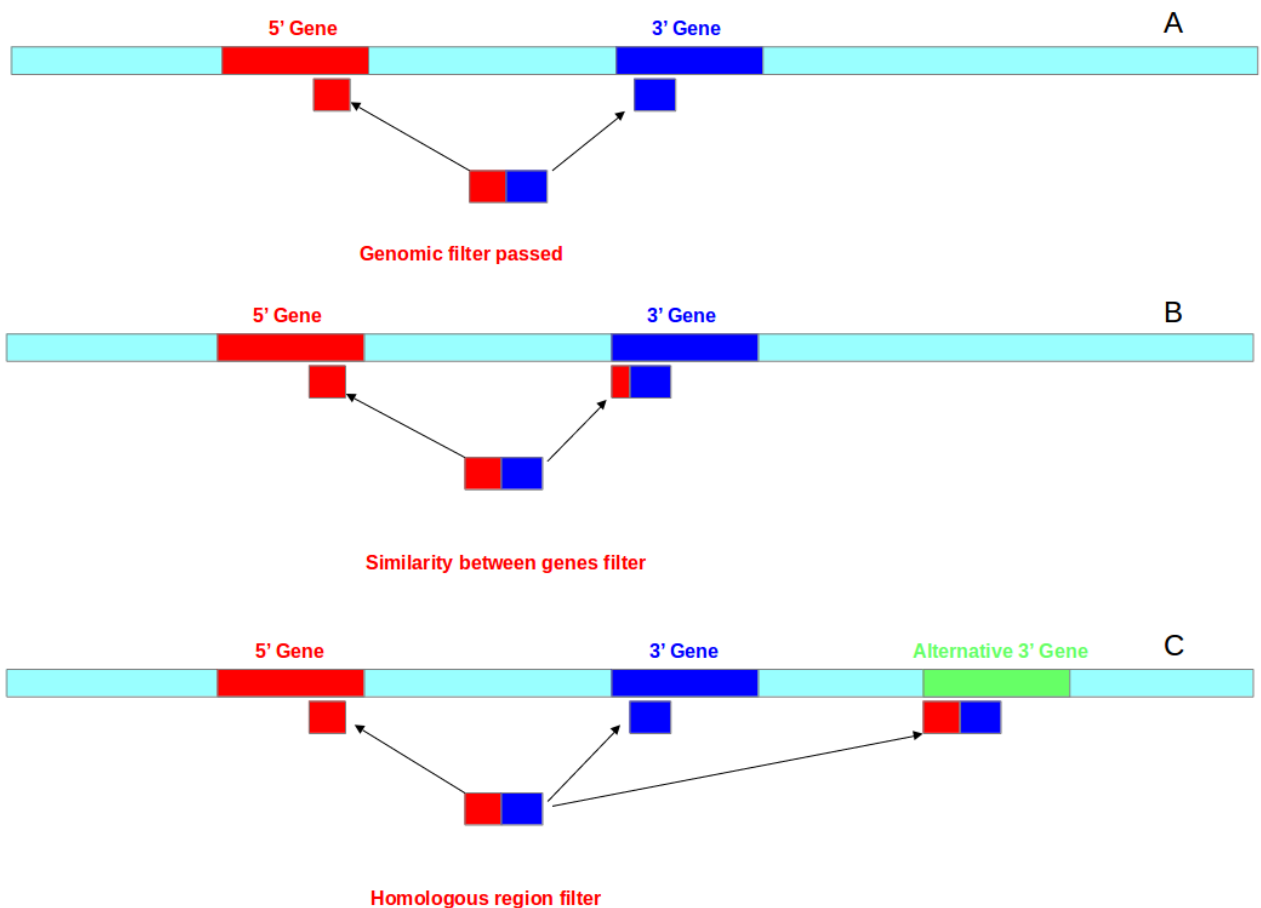 5’ Gene
3’ Gene
A
Genomic filter passed
5’ Gene
3’ Gene
B
Similarity between genes filter
5’ Gene
3’ Gene
Alternative 3’ Gene
C
Homologous region filter